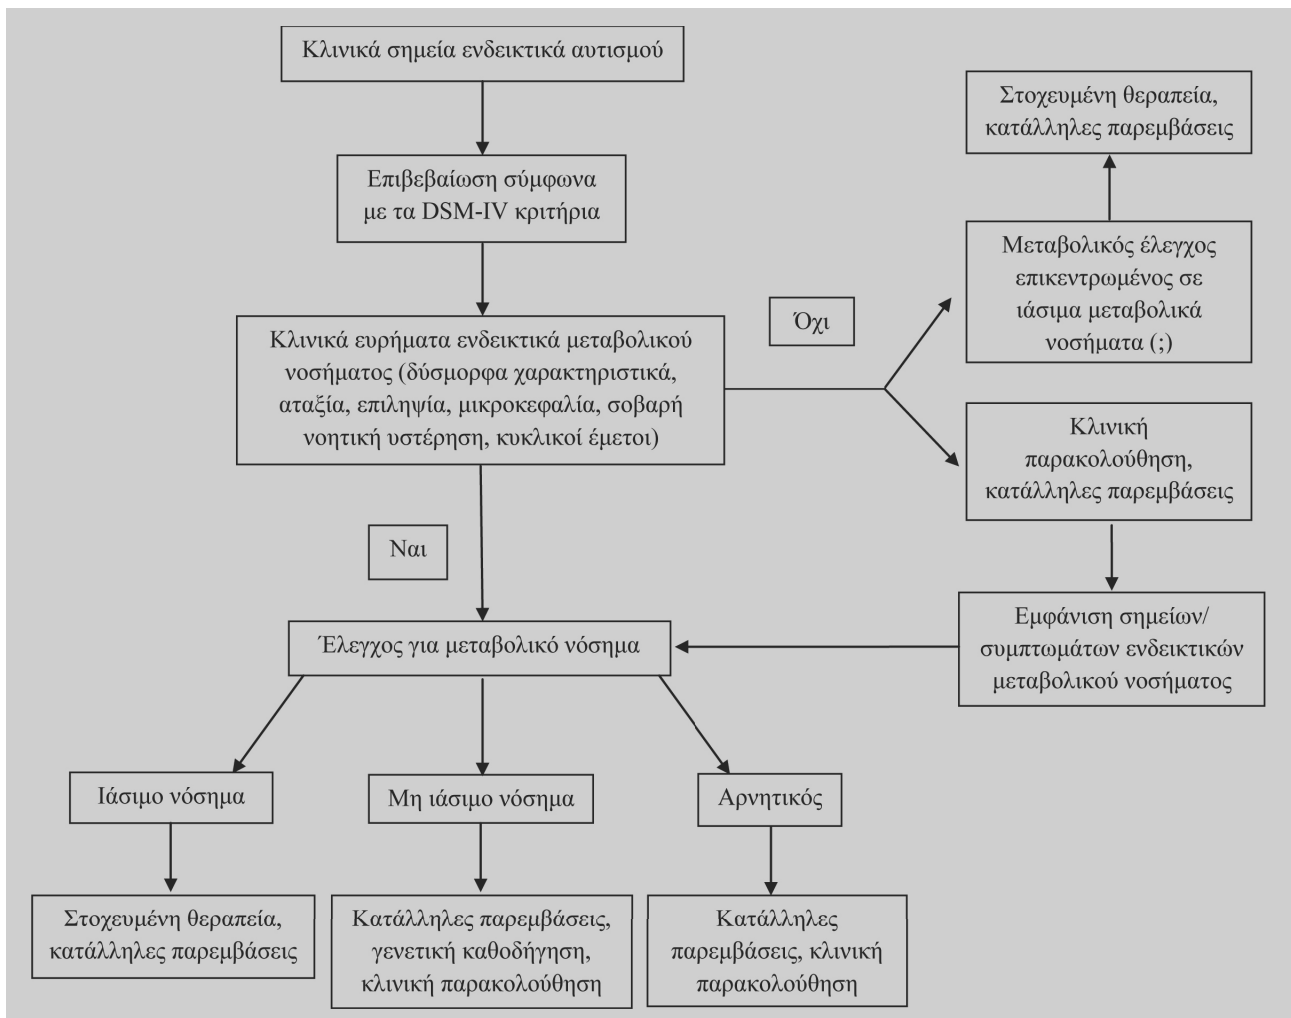 Κλινικά σημεία ενδεικτικά αυτισμού
Επιβεβαίωση σύμφωνα
με τα DSM-IV κριτήρια
Κλινικά ευρήματα ενδεικτικά μεταβολικού
νοσήματος (δύσμορφα χαρακτηριστικά,
αταξία, επιληψία, μικροκεφαλία, σοβαρή
νοητική υστέρηση, κυκλικοί έμετοι)
Όχι
Στοχευμένη θεραπεία,
κατάλληλες παρεμβάσεις
Μεταβολικός έλεγχος
επικεντρωμένος σε
ιάσιμα μεταβολικά
νοσήματα (;)
Κλινική
παρακολούθηση,
κατάλληλες παρεμβάσεις
Εμφάνιση σημείων/
συμπτωμάτων ενδεικτικών
μεταβολικού νοσήματος
Ναι
Έλεγχος για μεταβολικό νόσημα
Ιάσιμο νόσημα
Μη ιάσιμο νόσημα
Αρνητικός
Στοχευμένη θεραπεία,
κατάλληλες παρεμβάσεις
Κατάλληλες παρεμβάσεις,
γενετική καθοδήγηση,
κλινική παρακολούθηση
Κατάλληλες
παρεμβάσεις, κλινική
παρακολούθηση